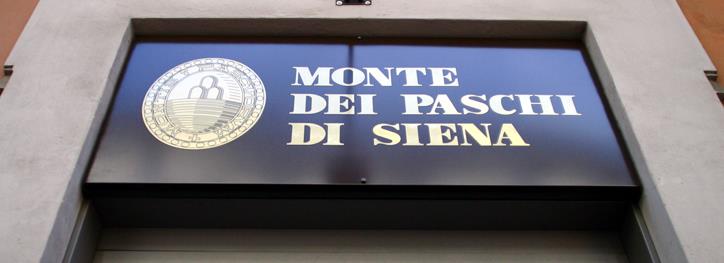 MONTE
DEI PASCHI
DI SIENA